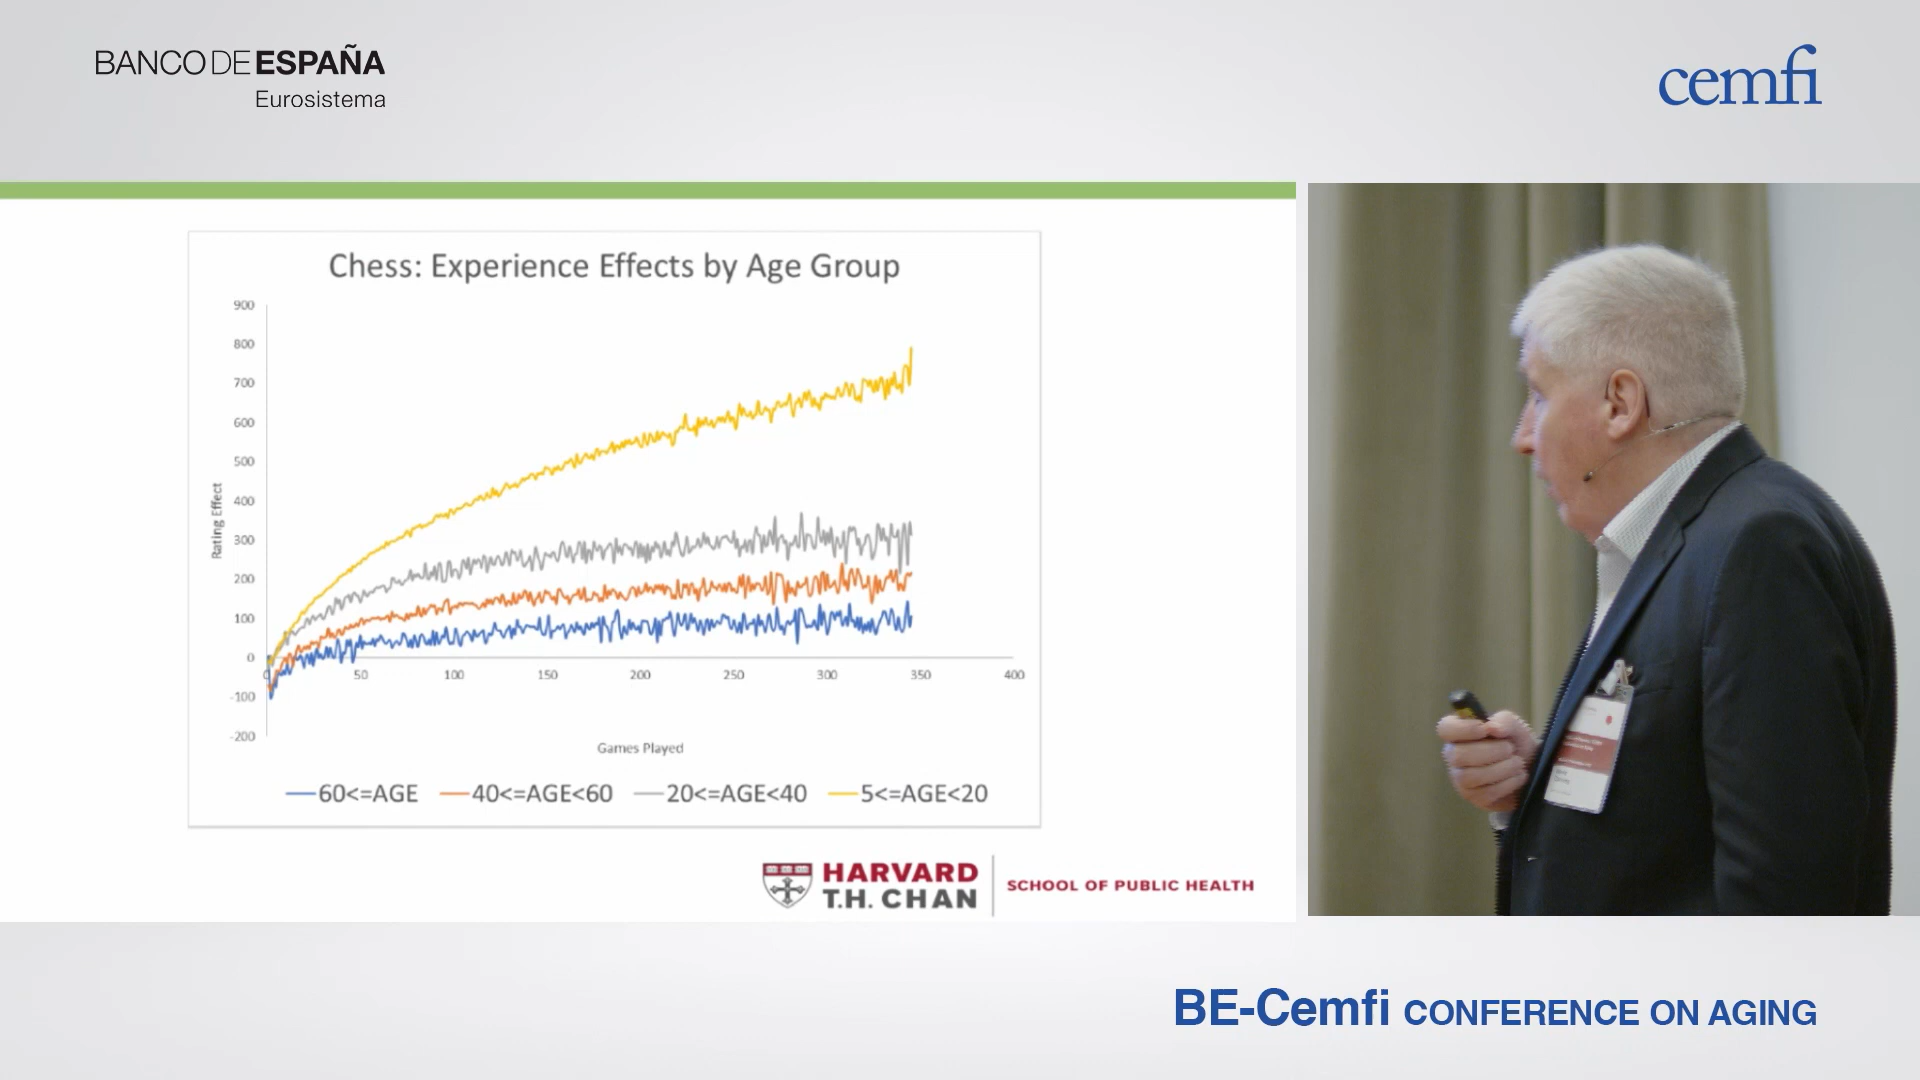 BANCO DE ESPAÑA
Eurosistema
cemfi
Chess: Experience Effects by Age Group
900
800
700
600
500
400
300
200
100
0
-100
-200
Rating Effect
0 50 100 150 200 250 300 350 400
Games Played
60<=AGE 40<=AGE<60 20<=AGE<40 5<=AGE<20
HARVARD
T.H. CHAN
SCHOOL OF PUBLIC HEALTH
BE-Cemfi CONFERENCE ON AGING